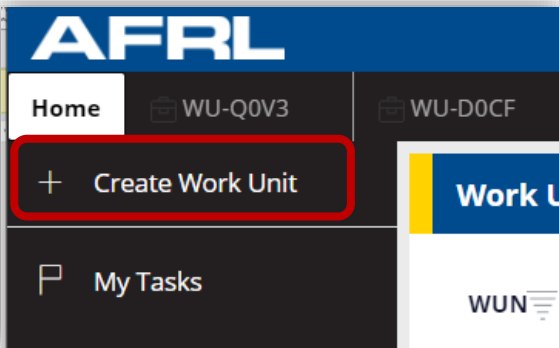 AFRL
Home WU-Q0V3 WU-D0CF
Create Work Unit
Work U
My Tasks
WUN